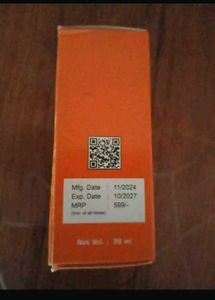 Mfg. Date : 11/2024
Exp. Date : 10/2027
MRP : 599/-
(Incl. of all taxes)
Net Vol. : 30 ml